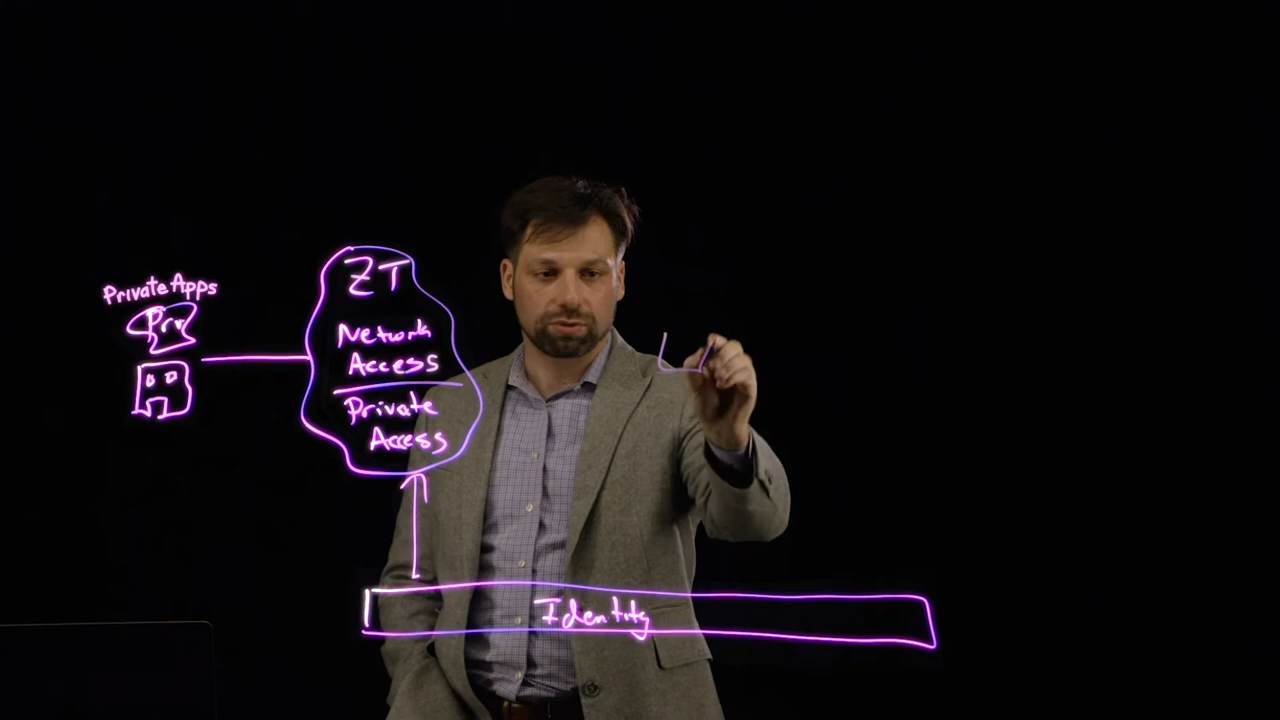 Private Apps
Prv
ZT
Network
Access
Private
Access
Identity